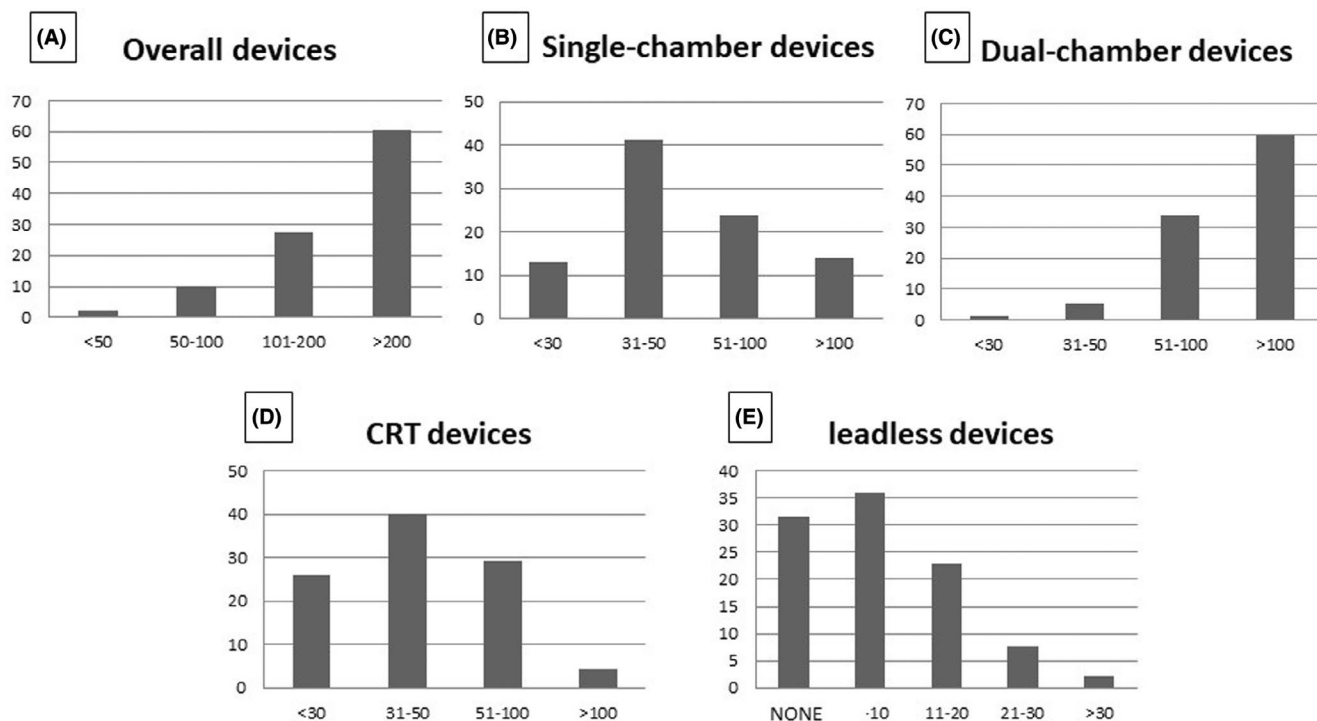 (A)
Overall devices
70
60
50
40
30
20
10
0
<50 50-100 101-200 >200
(B)
Single-chamber devices
50
40
30
20
10
0
<30 31-50 51-100 >100
(C)
Dual-chamber devices
70
60
50
40
30
20
10
0
<30 31-50 51-100 >100
(D)
CRT devices
50
40
30
20
10
0
<30 31-50 51-100 >100
(E)
leadless devices
40
35
30
25
20
15
10
5
0
NONE -10 11-20 21-30 >30